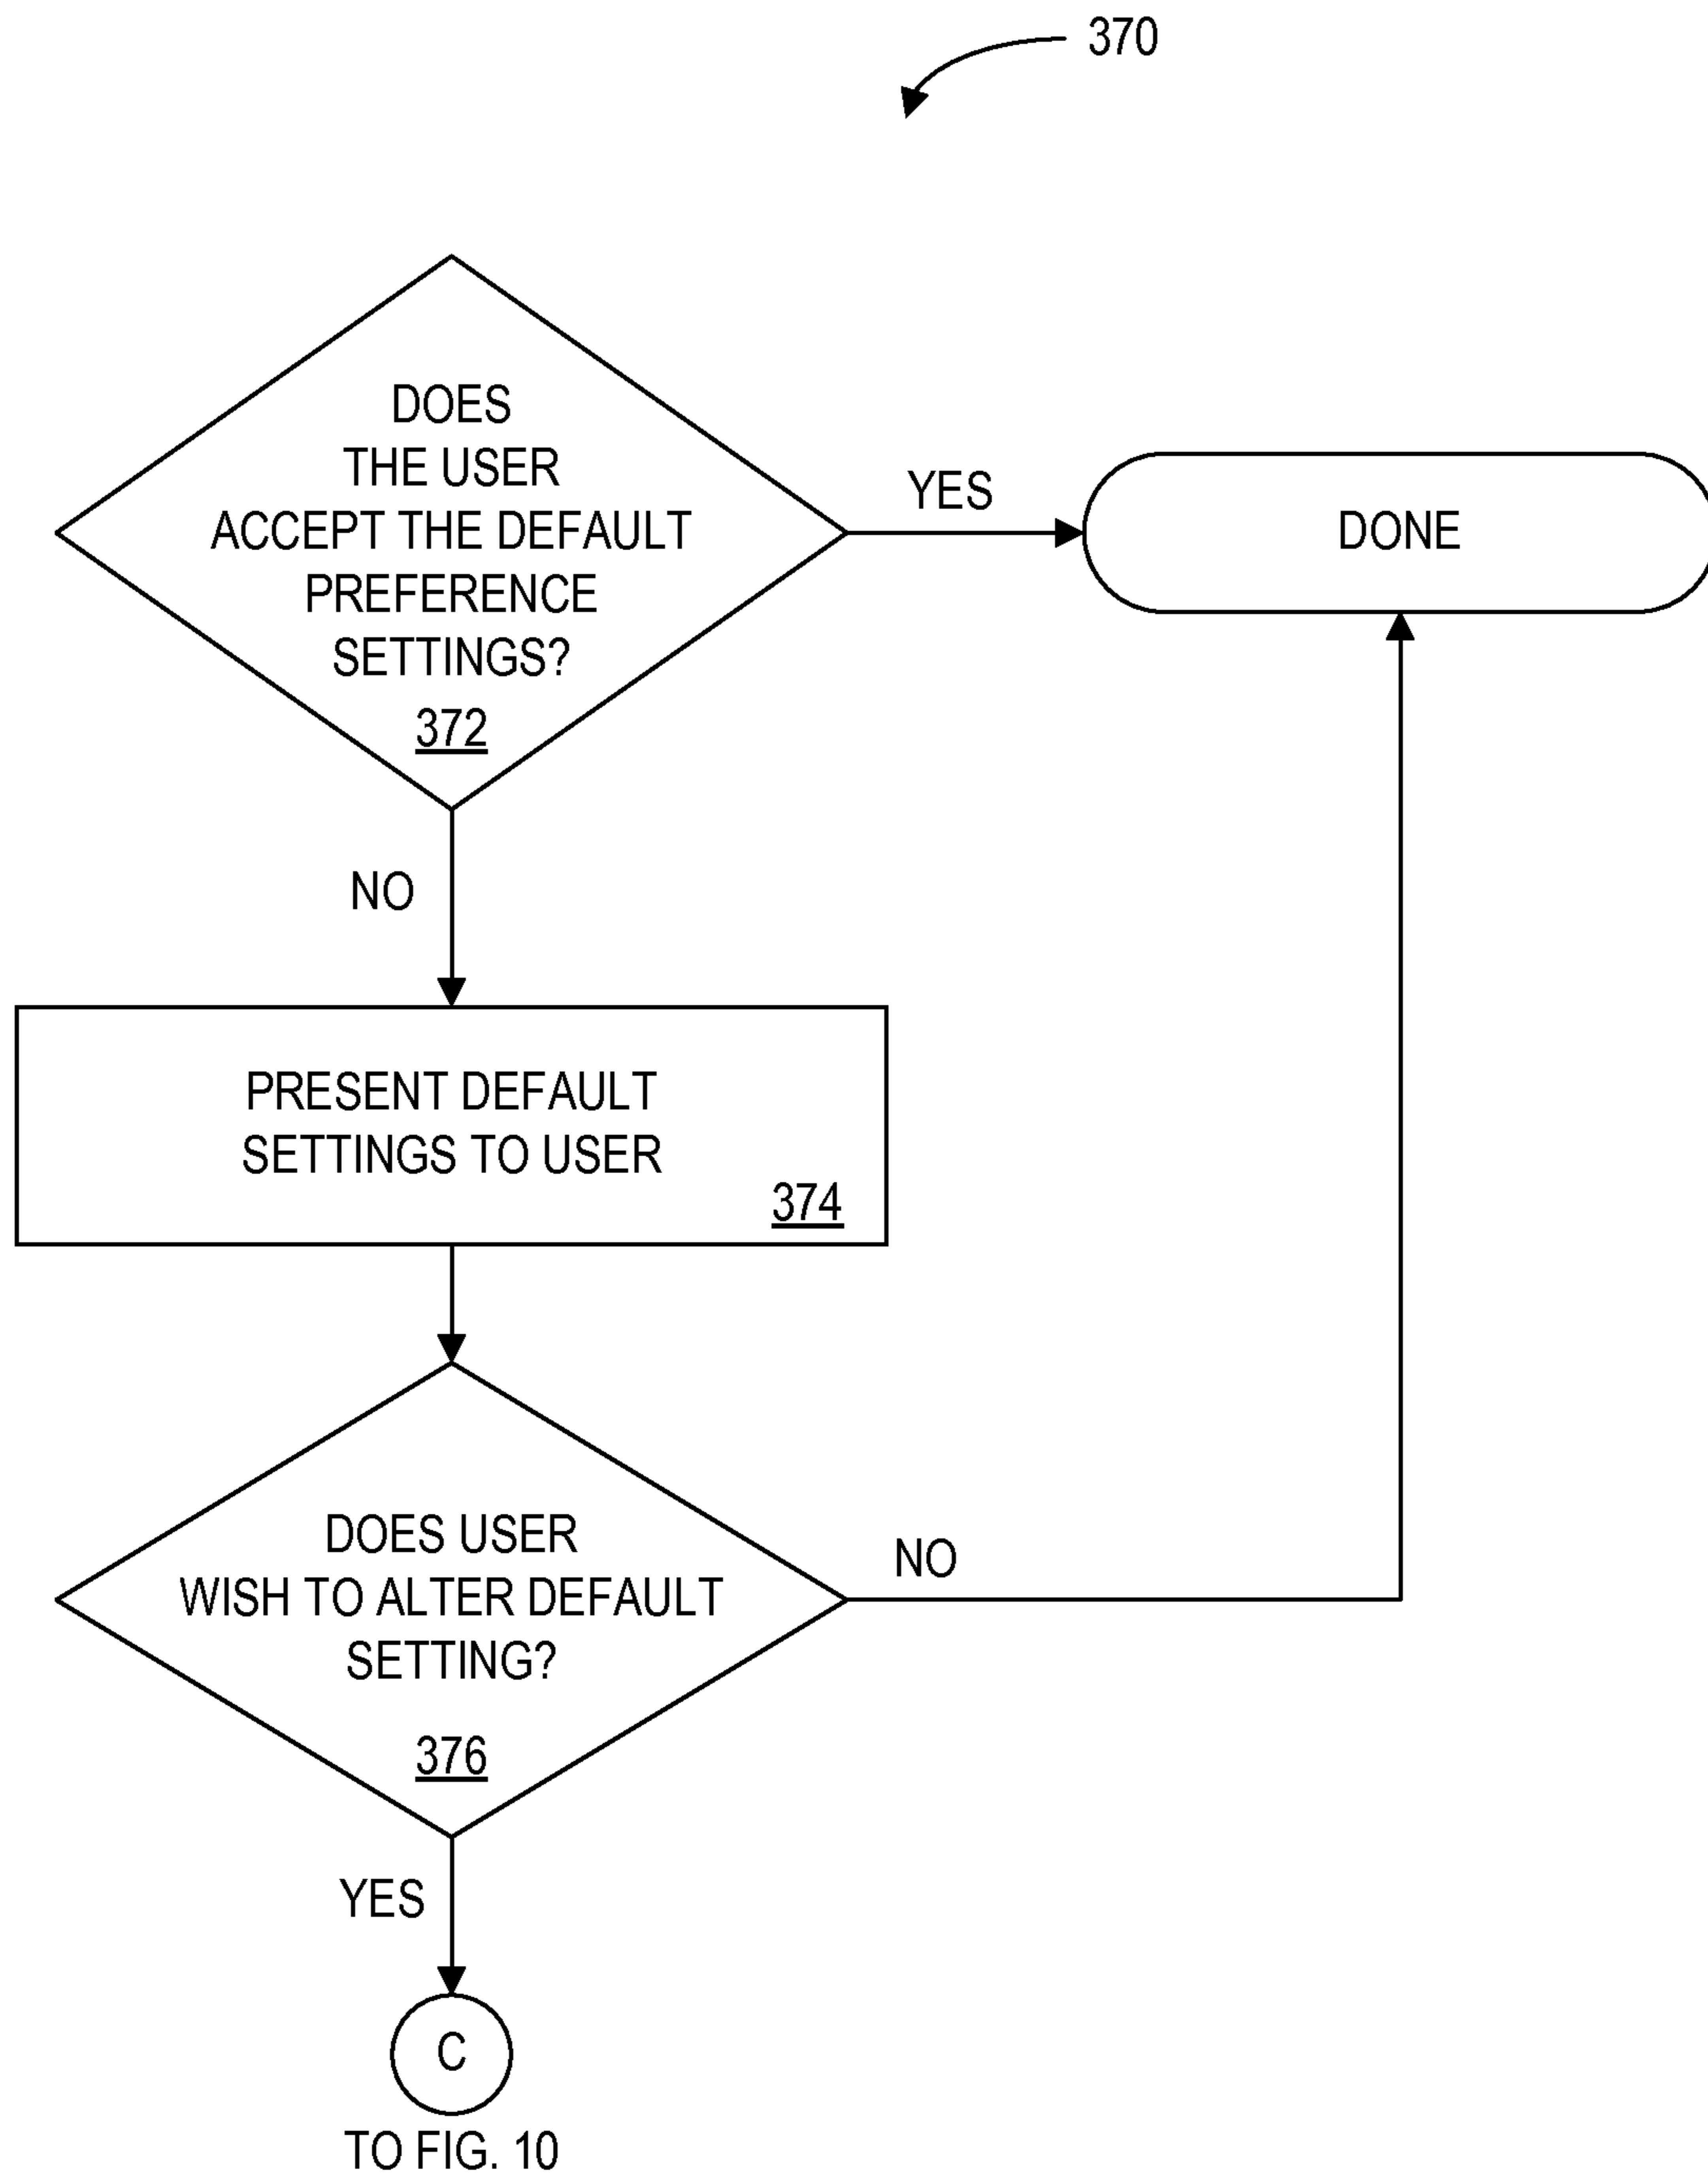 370
DOES
THE USER
ACCEPT THE DEFAULT
PREFERENCE
SETTINGS?
372
YES
DONE
NO
PRESENT DEFAULT
SETTINGS TO USER
374
DOES USER
WISH TO ALTER DEFAULT
SETTING?
376
NO
YES
C
TO FIG. 10